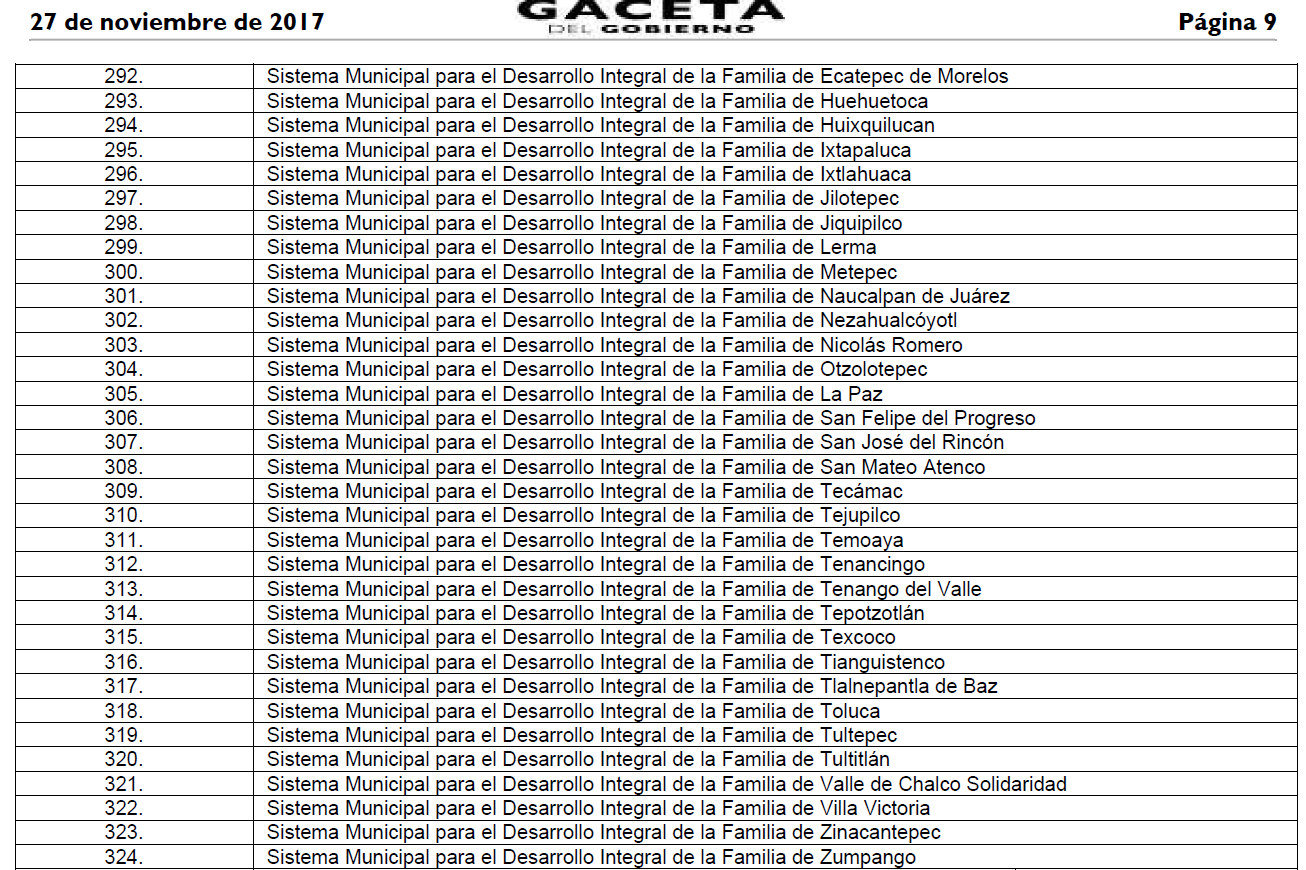 27 de noviembre de 2017
GACETA
DEL GOBIERNO
Página 9
292. Sistema Municipal para el Desarrollo Integral de la Familia de Ecatepec de Morelos
293. Sistema Municipal para el Desarrollo Integral de la Familia de Huehuetoca
294. Sistema Municipal para el Desarrollo Integral de la Familia de Huixquilucan
295. Sistema Municipal para el Desarrollo Integral de la Familia de Ixtapaluca
296. Sistema Municipal para el Desarrollo Integral de la Familia de Ixtlahuaca
297. Sistema Municipal para el Desarrollo Integral de la Familia de Jilotepec
298. Sistema Municipal para el Desarrollo Integral de la Familia de Jiquipilco
299. Sistema Municipal para el Desarrollo Integral de la Familia de Lerma
300. Sistema Municipal para el Desarrollo Integral de la Familia de Metepec
301. Sistema Municipal para el Desarrollo Integral de la Familia de Naucalpan de Juárez
302. Sistema Municipal para el Desarrollo Integral de la Familia de Nezahualcóyotl
303. Sistema Municipal para el Desarrollo Integral de la Familia de Nicolás Romero
304. Sistema Municipal para el Desarrollo Integral de la Familia de Otzolotepec
305. Sistema Municipal para el Desarrollo Integral de la Familia de La Paz
306. Sistema Municipal para el Desarrollo Integral de la Familia de San Felipe del Progreso
307. Sistema Municipal para el Desarrollo Integral de la Familia de San José del Rincón
308. Sistema Municipal para el Desarrollo Integral de la Familia de San Mateo Atenco
309. Sistema Municipal para el Desarrollo Integral de la Familia de Tecámac
310. Sistema Municipal para el Desarrollo Integral de la Familia de Tejupilco
311. Sistema Municipal para el Desarrollo Integral de la Familia de Temoaya
312. Sistema Municipal para el Desarrollo Integral de la Familia de Tenancingo
313. Sistema Municipal para el Desarrollo Integral de la Familia de Tenango del Valle
314. Sistema Municipal para el Desarrollo Integral de la Familia de Tepotzotlán
315. Sistema Municipal para el Desarrollo Integral de la Familia de Texcoco
316. Sistema Municipal para el Desarrollo Integral de la Familia de Tianguistenco
317. Sistema Municipal para el Desarrollo Integral de la Familia de Tlalnepantla de Baz
318. Sistema Municipal para el Desarrollo Integral de la Familia de Toluca
319. Sistema Municipal para el Desarrollo Integral de la Familia de Tultepec
320. Sistema Municipal para el Desarrollo Integral de la Familia de Tultitlán
321. Sistema Municipal para el Desarrollo Integral de la Familia de Valle de Chalco Solidaridad
322. Sistema Municipal para el Desarrollo Integral de la Familia de Villa Victoria
323. Sistema Municipal para el Desarrollo Integral de la Familia de Zinacantepec
324. Sistema Municipal para el Desarrollo Integral de la Familia de Zumpango